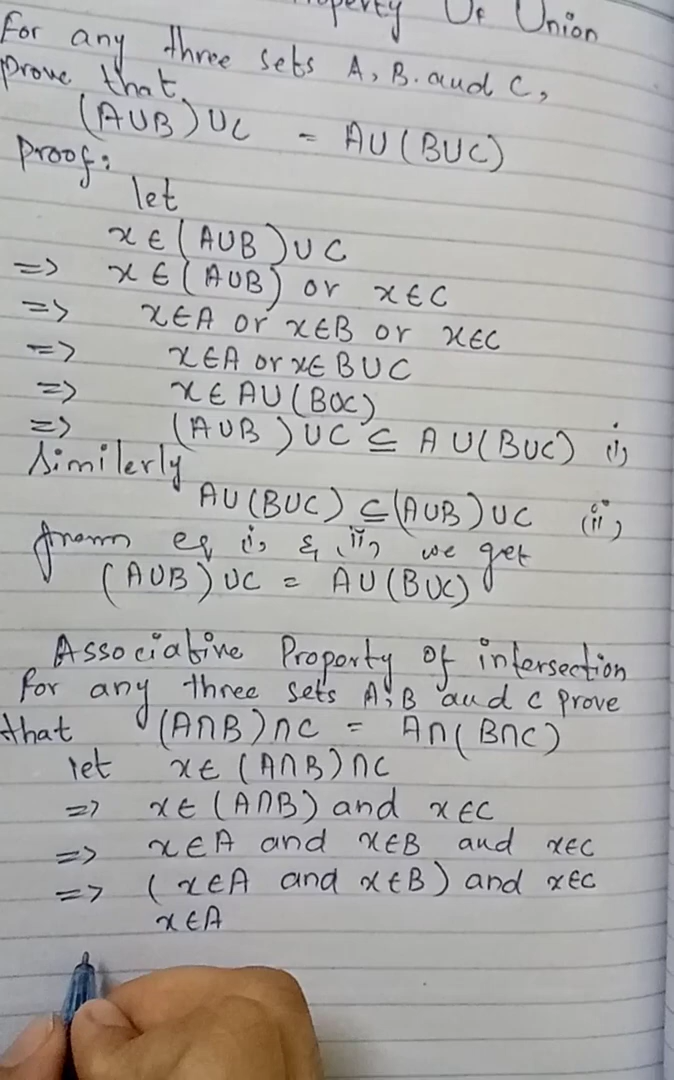 Property Of Union
For any three sets A, B. and C,
prove that
(AUB)UC = AU(BUC)
Proof:
let
x∈(AUB)UC
=> x∈(AUB) or x∈C
=> x∈A or x∈B or x∈C
=> x∈A or x∈BUC
=> x∈AU(BUC)
=> (AUB)UC ⊆ AU(BUC) i,
Similerly
AU(BUC) ⊆ (AUB)UC (ii,
from eq i, & ii, we get
(AUB)UC = AU(BUC)
Associative Property Of intersection
for any three sets A, B and C prove
that (A∩B)∩C = A∩(B∩C)
let x∈(A∩B)∩C
=> x∈(A∩B) and x∈C
=> x∈A and x∈B and x∈C
=> (x∈A and x∈B) and x∈C
x∈A